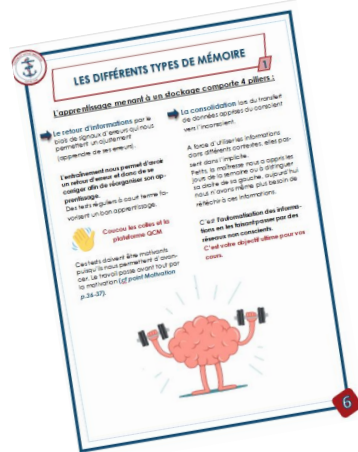 LES DIFFÉRENTS TYPES DE MÉMOIRE
1
L'apprentissage menant à un stockage comporte 4 piliers :
Le retour d'informations par le
biais de signaux d'erreurs qui nous
permettent un ajustement
(apprendre de ses erreurs).
L'entraînement nous permet d'avoir
un retour d'erreur et donc de se
corriger afin de réorganiser son ap-
prentissage.
Des tests réguliers à court terme fa-
vorisent un bon apprentissage.
Coucou les colles et la
plateforme QCM
Ces tests doivent être motivants
puisqu'ils nous permettent d'avan-
cer. Le travail passe avant tout par
la motivation (cf point Motivation
p.36-37).
La consolidation lors du transfert
de données apprises du conscient
vers l'inconscient.
A force d'utiliser les informations
dans différents contextes, elles pas-
sent dans l'implicite.
Petits, la maîtresse nous a appris les
jours de la semaine ou à distinguer
sa droite de sa gauche, aujourd'hui
nous n'avons même plus besoin de
réfléchir à ces informations.
C'est l'automatisation des informa-
tions en les faisant passer par des
réseaux non conscients.
C'est votre objectif ultime pour vos
cours.
6